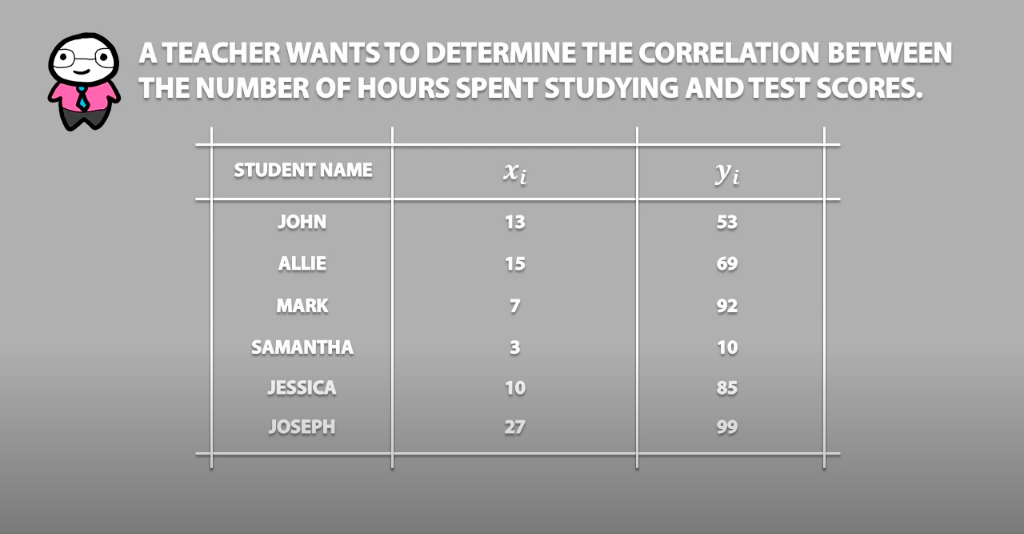 A TEACHER WANTS TO DETERMINE THE CORRELATION BETWEEN
THE NUMBER OF HOURS SPENT STUDYING AND TEST SCORES.
STUDENT NAME xᵢ yᵢ
JOHN 13 53
ALLIE 15 69
MARK 7 92
SAMANTHA 3 10
JESSICA 10 85
JOSEPH 27 99